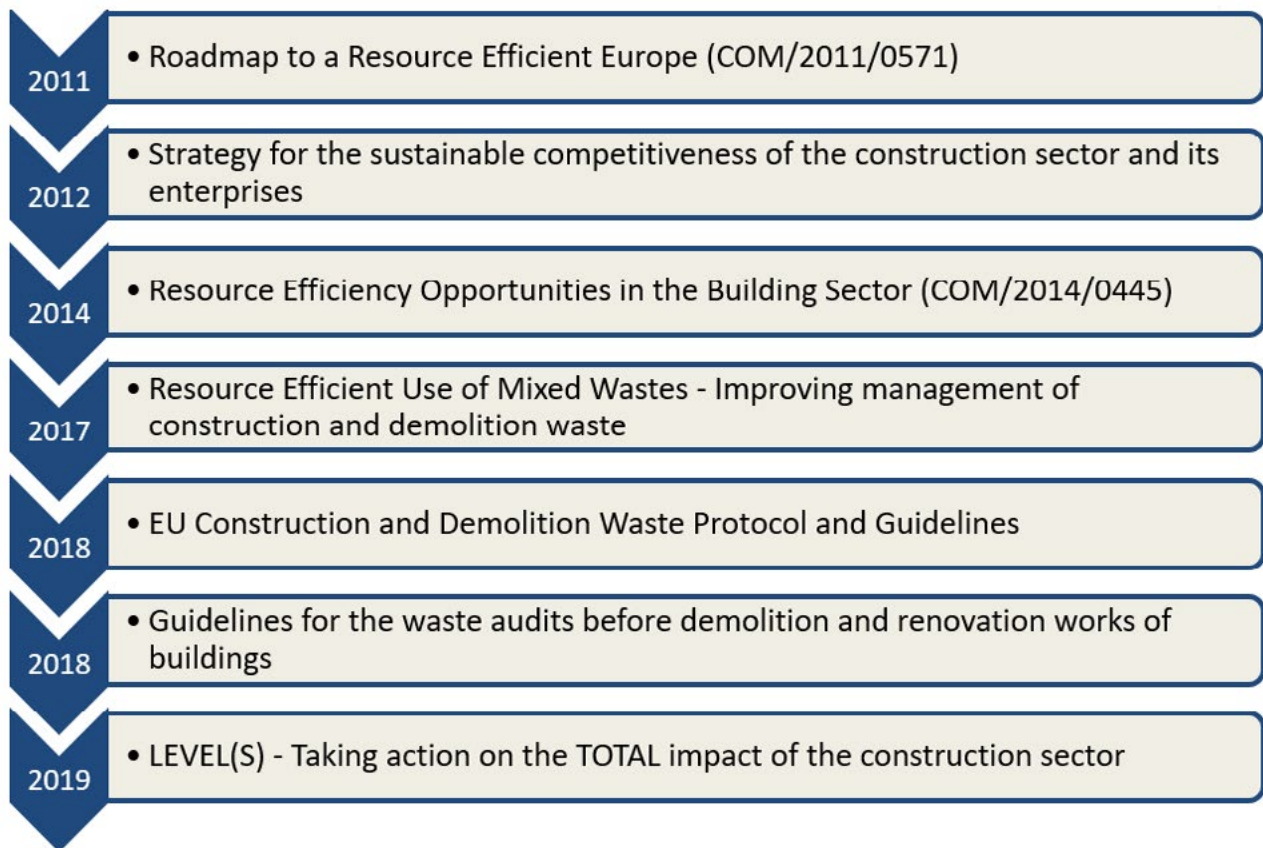 2011
• Roadmap to a Resource Efficient Europe (COM/2011/0571)
2012
• Strategy for the sustainable competitiveness of the construction sector and its
enterprises
2014
• Resource Efficiency Opportunities in the Building Sector (COM/2014/0445)
2017
• Resource Efficient Use of Mixed Wastes - Improving management of
construction and demolition waste
2018
• EU Construction and Demolition Waste Protocol and Guidelines
2018
• Guidelines for the waste audits before demolition and renovation works of
buildings
2019
• LEVEL(S) - Taking action on the TOTAL impact of the construction sector